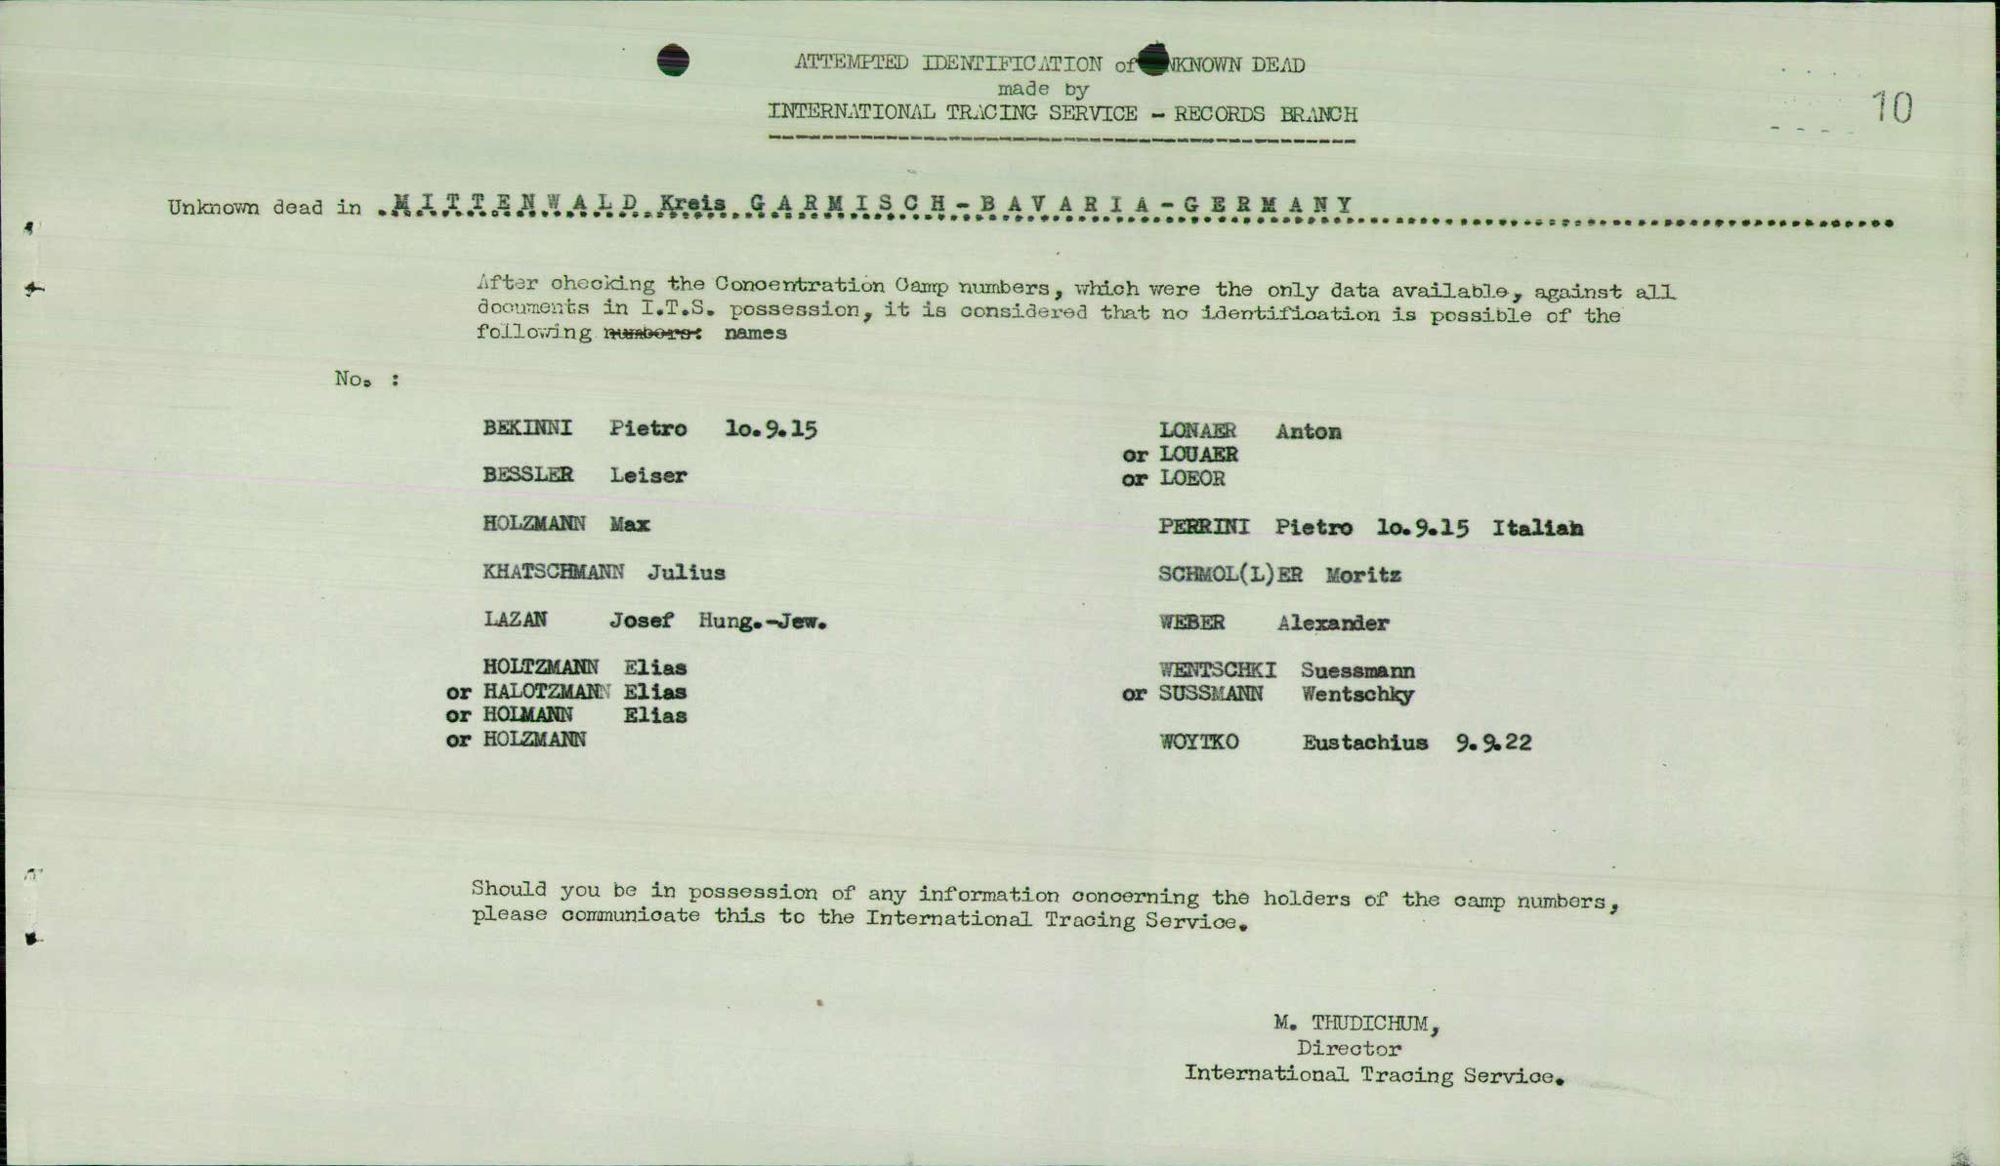 ATTEMPTED IDENTIFICATION of UNKNOWN DEAD
made by
INTERNATIONAL TRACING SERVICE - RECORDS BRANCH
10
Unknown dead in MITTENWALD Kreis GARMISCH-BAVARIA-GERMANY
After checking the Concentration Camp numbers, which were the only data available, against all
documents in I.T.S. possession, it is considered that no identification is possible of the
following numbers: names
No. :
BEKINNI Pietro 1o.9.15
BESSLER Leiser
HOLZMANN Max
KHATSCHMANN Julius
LAZAN Josef Hung.-Jew.
HOLTZMANN Elias
or HALOTZMANN Elias
or HOLMANN Elias
or HOLZMANN
LONAER Anton
or LOUAER
or LOEOR
PERRINI Pietro 1o.9.15 Italian
SCHMOL(L)ER Moritz
WEBER Alexander
WENTSCHKI Suessmann
or SUSSMANN Wentschky
WOYTKO Eustachius 9.9.22
Should you be in possession of any information concerning the holders of the camp numbers,
please communicate this to the International Tracing Service.
M. THUDICHUM,
Director
International Tracing Service.